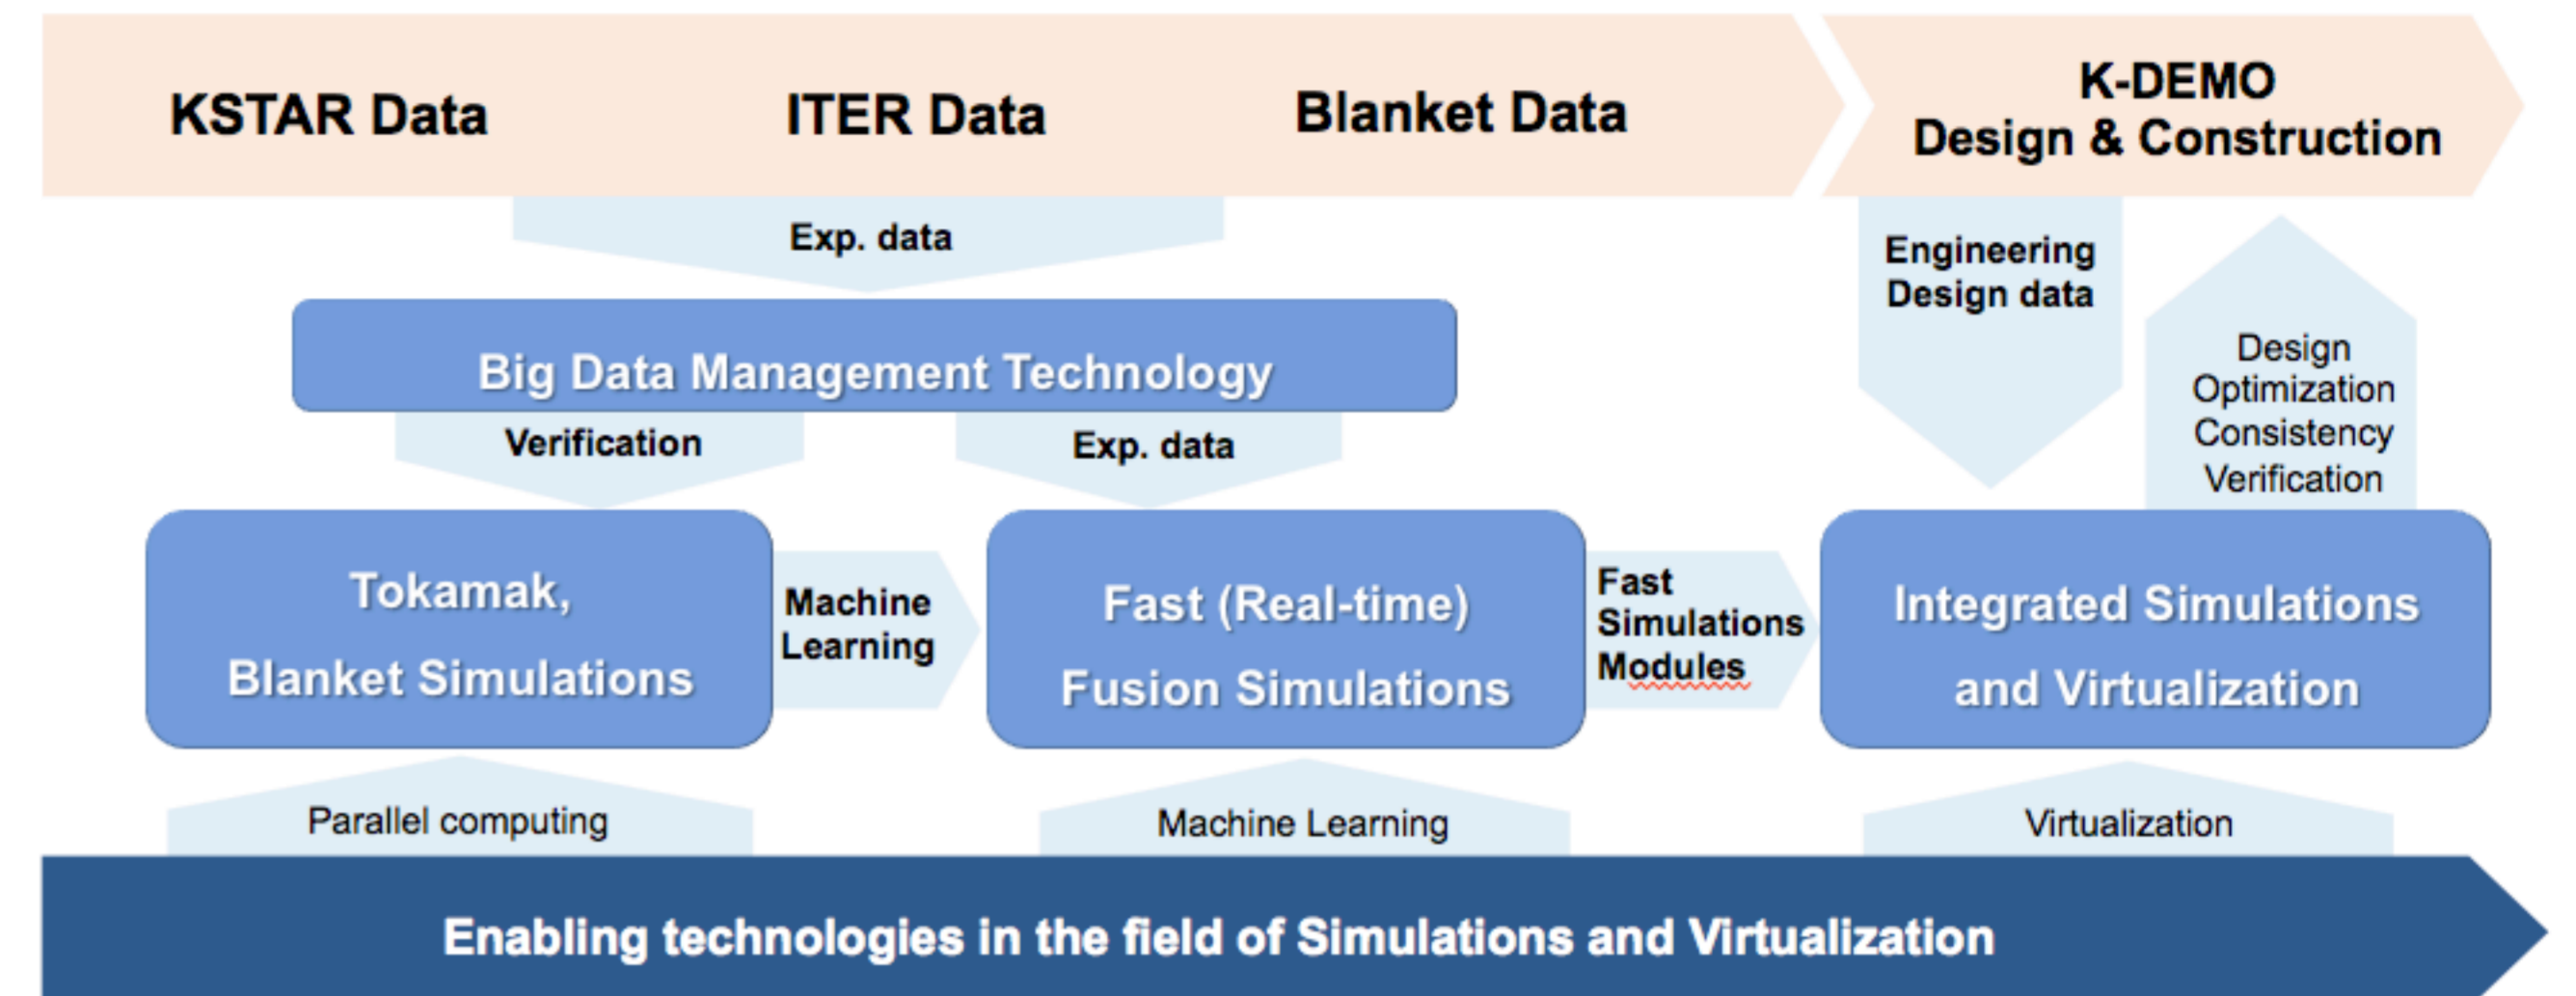 KSTAR Data
ITER Data
Blanket Data
K-DEMO
Design & Construction
Exp. data
Engineering
Design data
Big Data Management Technology
Design
Optimization
Consistency
Verification
Verification
Exp. data
Tokamak,
Blanket Simulations
Machine
Learning
Fast (Real-time)
Fusion Simulations
Fast
Simulations
Modules
Integrated Simulations
and Virtualization
Parallel computing
Machine Learning
Virtualization
Enabling technologies in the field of Simulations and Virtualization